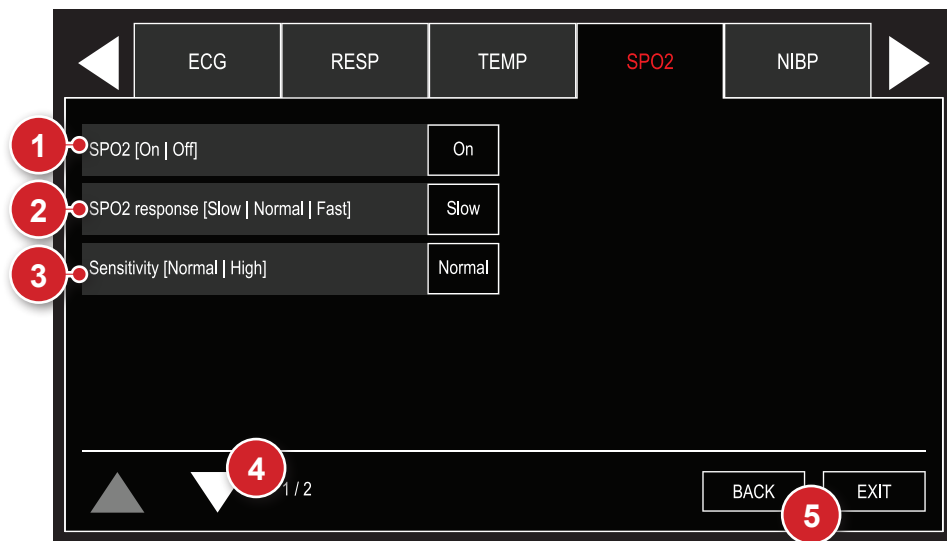 ECG RESP TEMP SPO2 NIBP
1 SPO2 [On | Off] On
2 SPO2 response [Slow | Normal | Fast] Slow
3 Sensitivity [Normal | High] Normal
4 1 / 2 BACK 5 EXIT